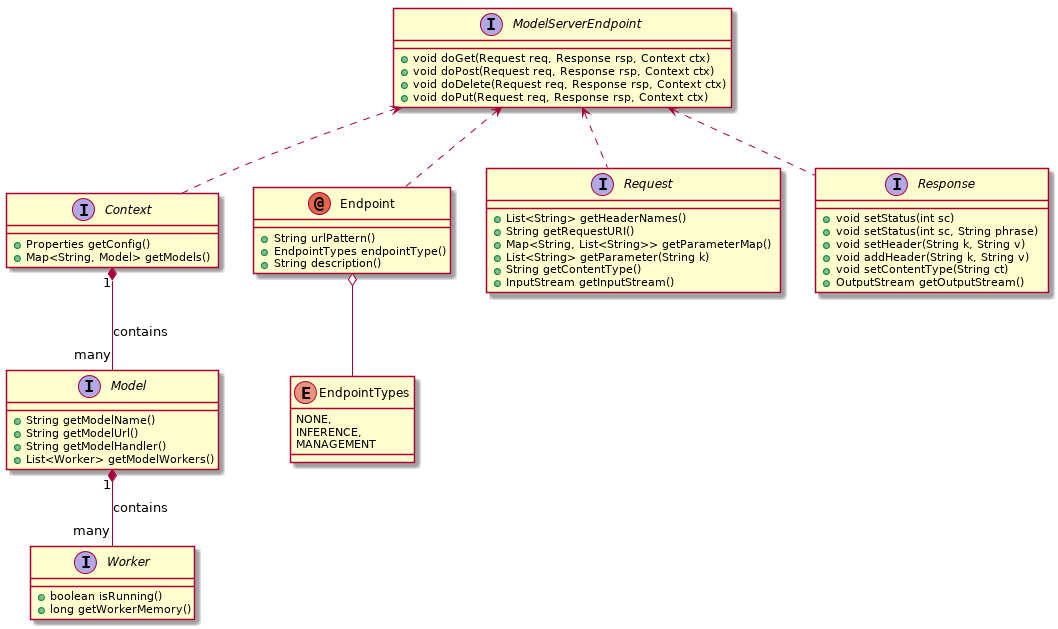 I ModelServerEndpoint
void doGet(Request req, Response rsp, Context ctx)
void doPost(Request req, Response rsp, Context ctx)
void doDelete(Request req, Response rsp, Context ctx)
void doPut(Request req, Response rsp, Context ctx)
I Context
Properties getConfig()
Map<String, Model> getModels()
@ Endpoint
String urlPattern()
EndpointTypes endpointType()
String description()
I Request
List<String> getHeaderNames()
String getRequestURI()
Map<String, List<String>> getParameterMap()
List<String> getParameter(String k)
String getContentType()
InputStream getInputStream()
I Response
void setStatus(int sc)
void setStatus(int sc, String phrase)
void setHeader(String k, String v)
void addHeader(String k, String v)
void setContentType(String ct)
OutputStream getOutputStream()
1
contains
many
I Model
String getModelName()
String getModelUrl()
String getModelHandler()
List<Worker> getModelWorkers()
E EndpointTypes
NONE,
INFERENCE,
MANAGEMENT
1
contains
many
I Worker
boolean isRunning()
long getWorkerMemory()